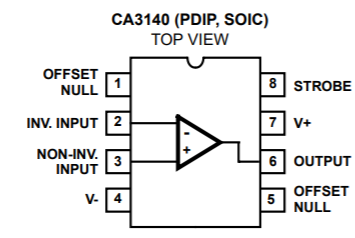 CA3140 (PDIP, SOIC)
TOP VIEW
OFFSET
NULL
1
INV. INPUT
2
NON-INV.
INPUT
3
V-
4
-
+
8
STROBE
7
V+
6
OUTPUT
5
OFFSET
NULL